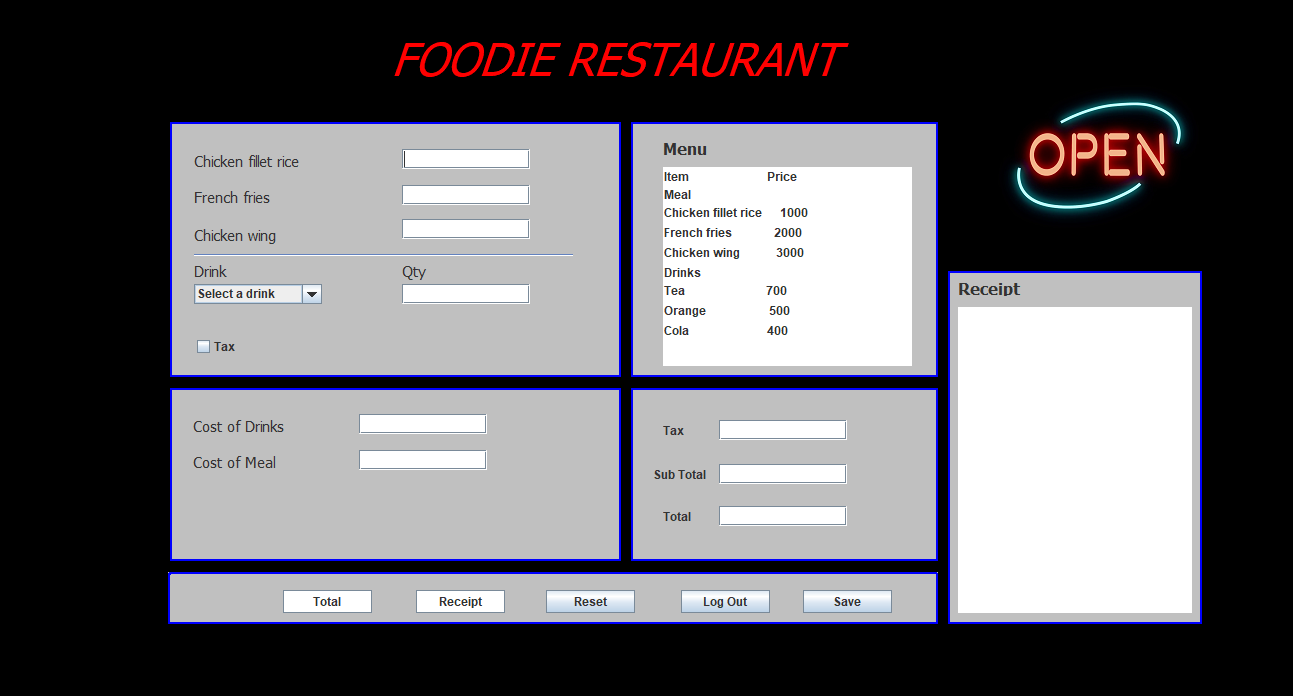 FOODIE RESTAURANT
OPEN
Chicken fillet rice
French fries
Chicken wing
Drink Qty
Select a drink
Tax
Menu
Item Price
Meal
Chicken fillet rice 1000
French fries 2000
Chicken wing 3000
Drinks
Tea 700
Orange 500
Cola 400
Receipt
Cost of Drinks
Cost of Meal
Tax
Sub Total
Total
Total Receipt Reset Log Out Save